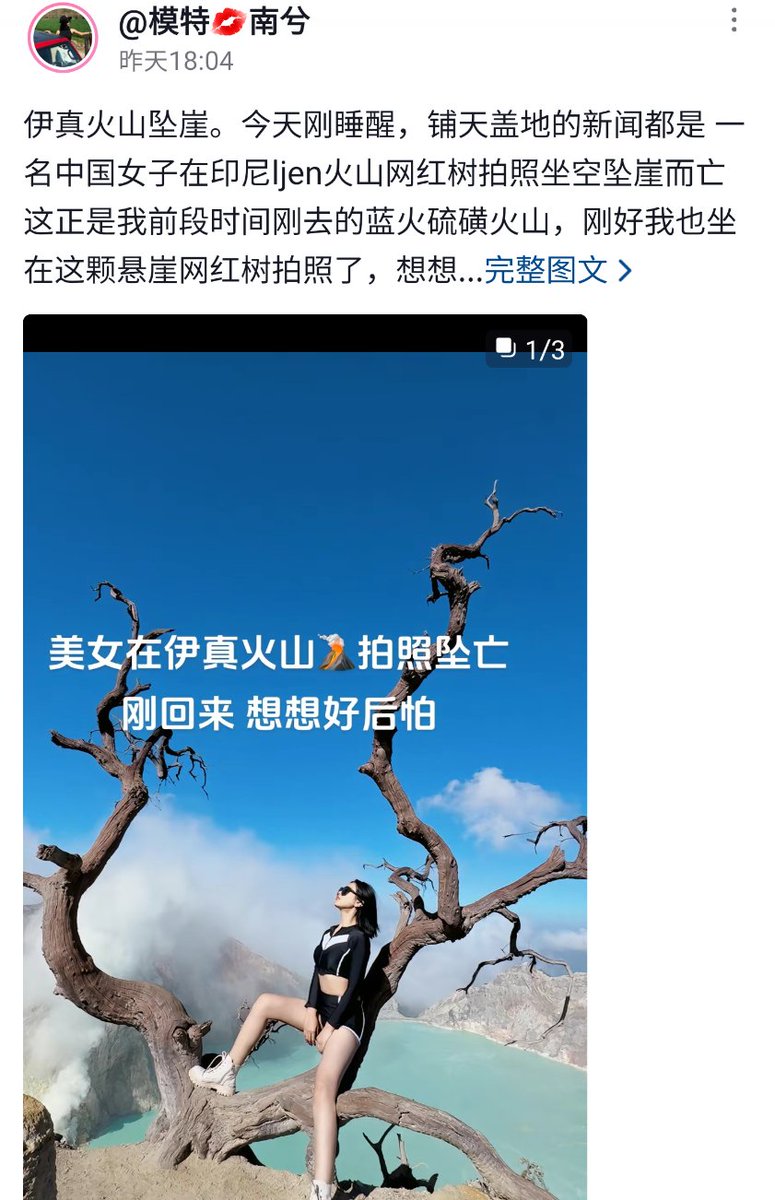 @模特💋南兮
昨天18:04
伊真火山坠崖。今天刚睡醒，铺天盖地的新闻都是 一
名中国女子在印尼Ijen火山网红树拍照坐空坠崖而亡
这正是我前段时间刚去的蓝火硫磺火山，刚好我也坐
在这颗悬崖网红树拍照了，想想...完整图文 >
1/3
美女在伊真火山🌋拍照坠亡
刚回来 想想好后怕